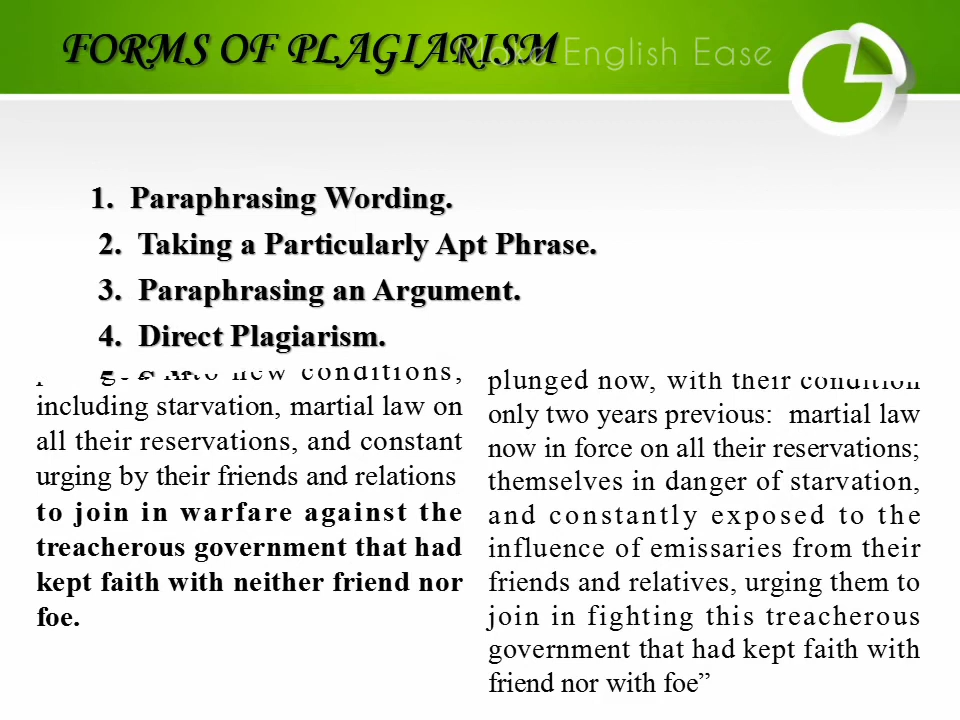 FORMS OF PLAGIARISM
Make English Ease
1. Paraphrasing Wording.
2. Taking a Particularly Apt Phrase.
3. Paraphrasing an Argument.
4. Direct Plagiarism.
new conditions,
including starvation, martial law on
all their reservations, and constant
urging by their friends and relations
to join in warfare against the
treacherous government that had
kept faith with neither friend nor
foe.
plunged now, with their condition
only two years previous: martial law
now in force on all their reservations;
themselves in danger of starvation,
and constantly exposed to the
influence of emissaries from their
friends and relatives, urging them to
join in fighting this treacherous
government that had kept faith with
friend nor with foe”